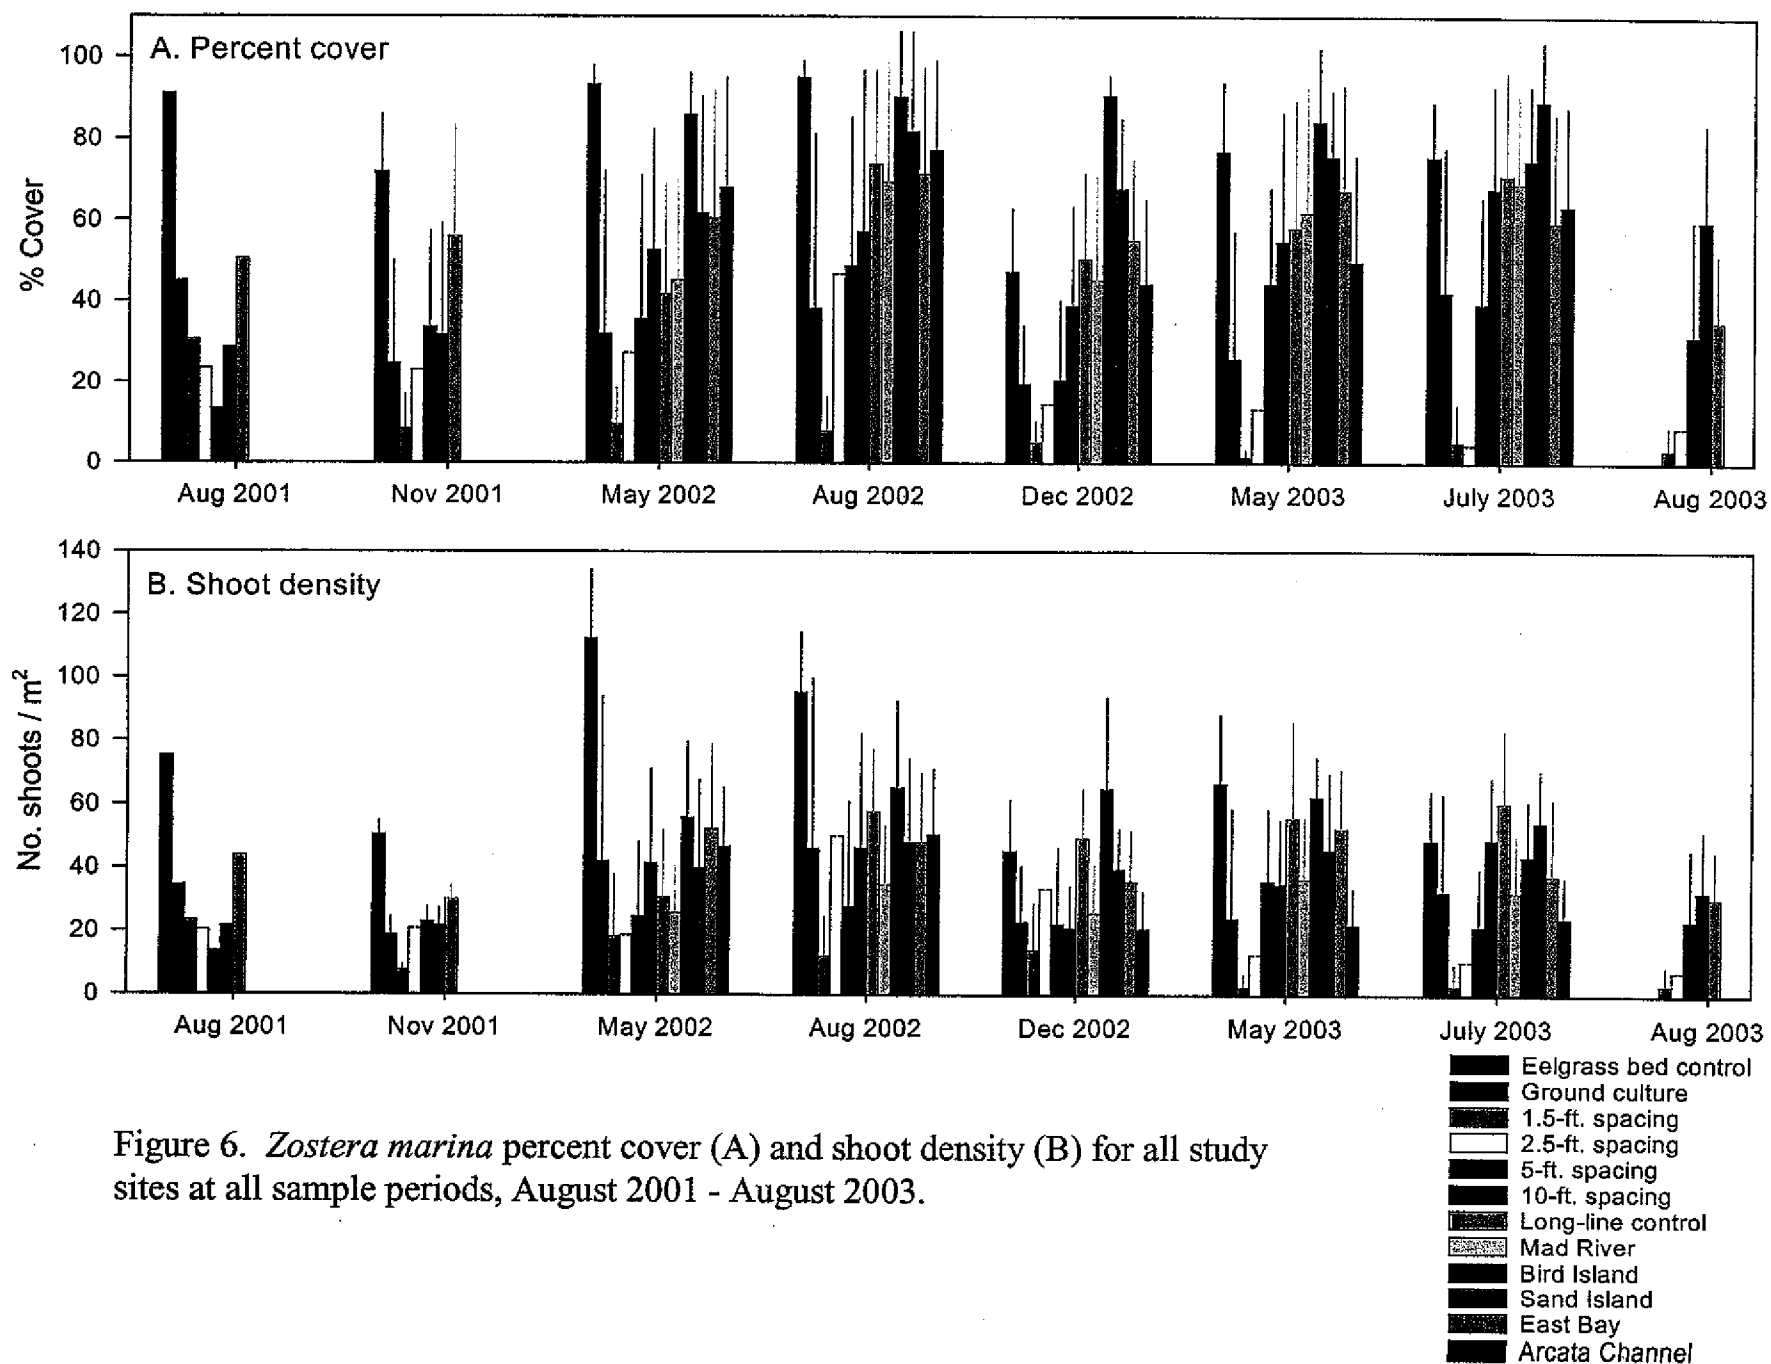 A. Percent cover
% Cover
100
80
60
40
20
0
Aug 2001 Nov 2001 May 2002 Aug 2002 Dec 2002 May 2003 July 2003 Aug 2003
B. Shoot density
No. shoots / m²
140
120
100
80
60
40
20
0
Aug 2001 Nov 2001 May 2002 Aug 2002 Dec 2002 May 2003 July 2003 Aug 2003
Eelgrass bed control
Ground culture
1.5-ft. spacing
2.5-ft. spacing
5-ft. spacing
10-ft. spacing
Long-line control
Mad River
Bird Island
Sand Island
East Bay
Arcata Channel
Figure 6. Zostera marina percent cover (A) and shoot density (B) for all study
sites at all sample periods, August 2001 - August 2003.